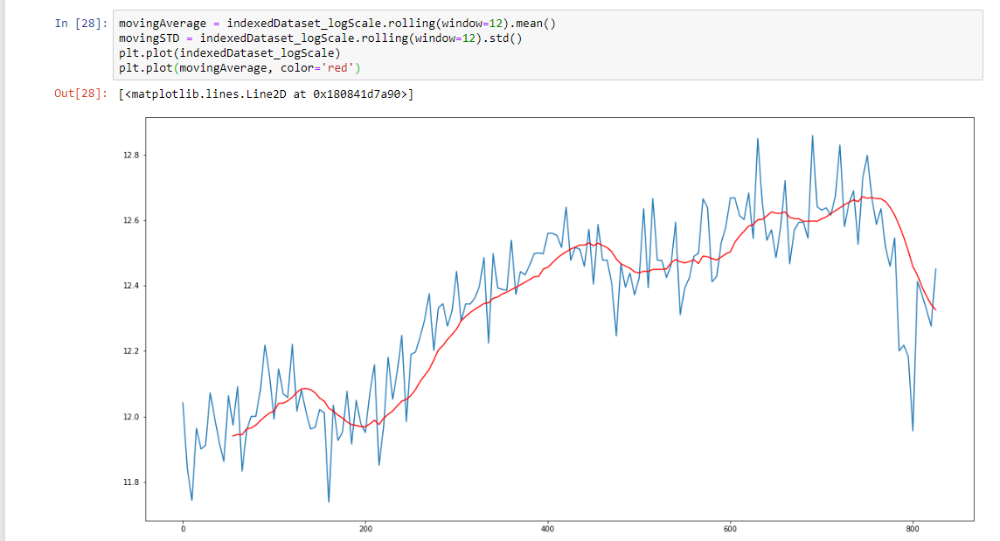 In [28]: movingAverage = indexedDataset_logScale.rolling(window=12).mean()
movingSTD = indexedDataset_logScale.rolling(window=12).std()
plt.plot(indexedDataset_logScale)
plt.plot(movingAverage, color='red')
Out[28]: [<matplotlib.lines.Line2D at 0x180841d7a90>]
12.8
12.6
12.4
12.2
12.0
11.8
0 200 400 600 800